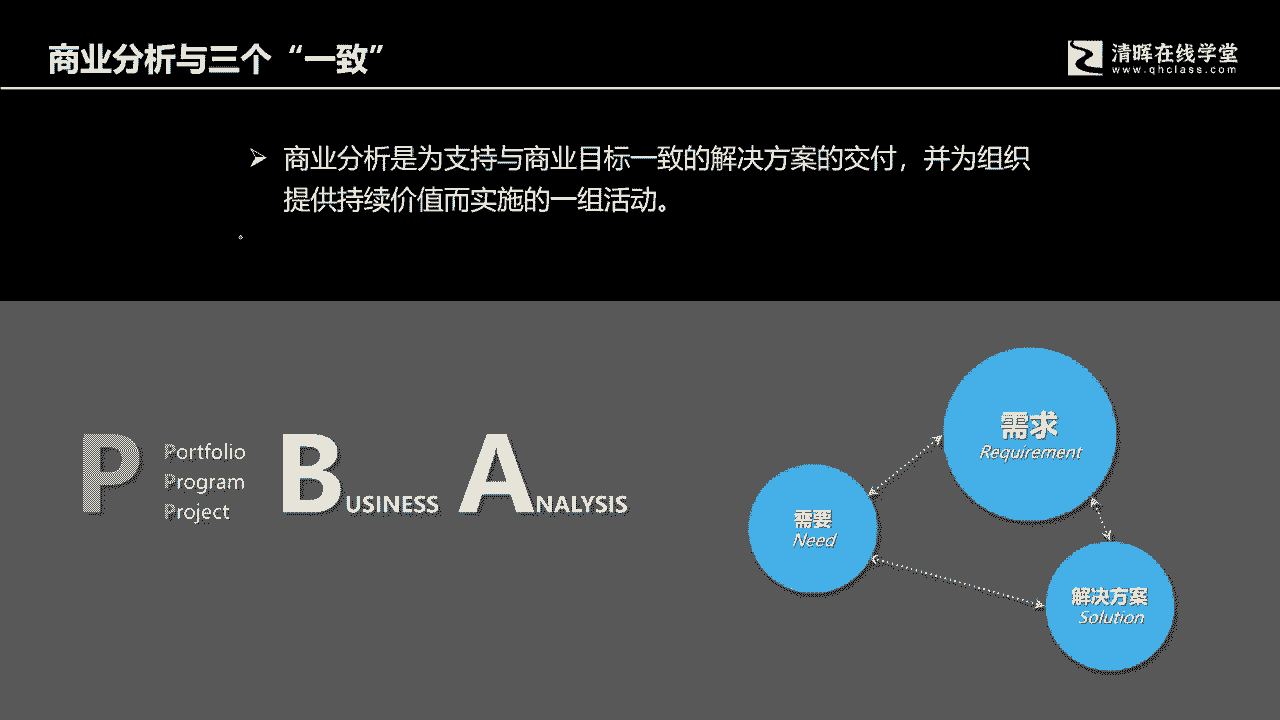 商业分析与三个“一致”
清晖在线学堂
www.qhclass.com
➢ 商业分析是为支持与商业目标一致的解决方案的交付，并为组织
提供持续价值而实施的一组活动。
。
P
Portfolio
Program
Project
BUSINESS ANALYSIS
需求
Requirement
需要
Need
解决方案
Solution